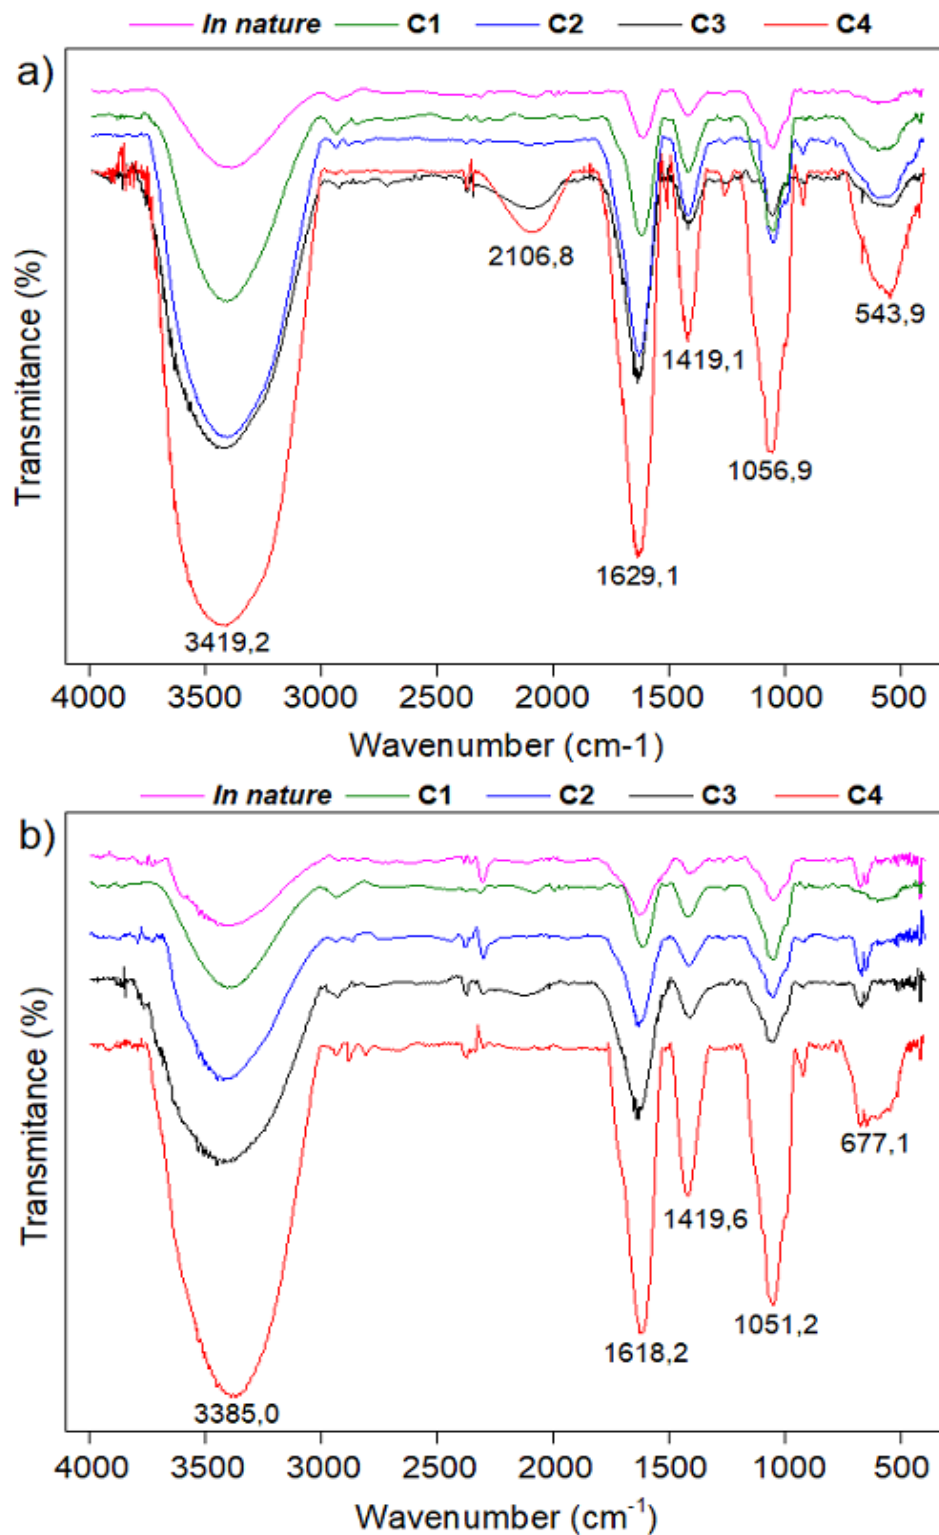 In nature C1 C2 C3 C4
a)
Transmitance (%)
2106,8
543,9
1419,1
1056,9
1629,1
3419,2
4000 3500 3000 2500 2000 1500 1000 500
Wavenumber (cm-1)
In nature C1 C2 C3 C4
b)
Transmitance (%)
677,1
1419,6
1051,2
1618,2
3385,0
4000 3500 3000 2500 2000 1500 1000 500
Wavenumber (cm⁻¹)